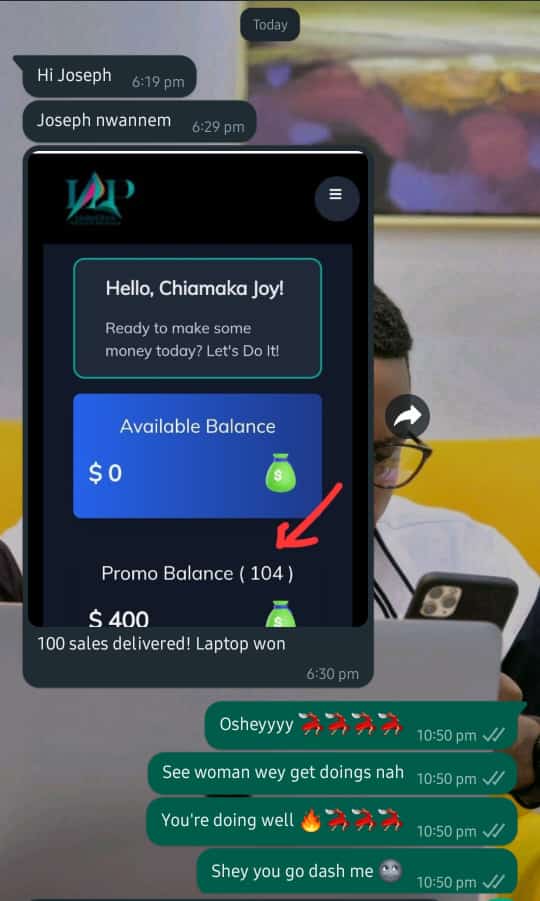 Today
Hi Joseph 6:19 pm
Joseph nwannem 6:29 pm
Hello, Chiamaka Joy!
Ready to make some
money today? Let's Do It!
Available Balance
$ 0
$
Promo Balance ( 104 )
$ 400
$
100 sales delivered! Laptop won
6:30 pm
Osheyyyy 💃💃💃💃 10:50 pm
See woman wey get doings nah 10:50 pm
You're doing well 🔥💃💃💃 10:50 pm
Shey you go dash me 🌚 10:50 pm